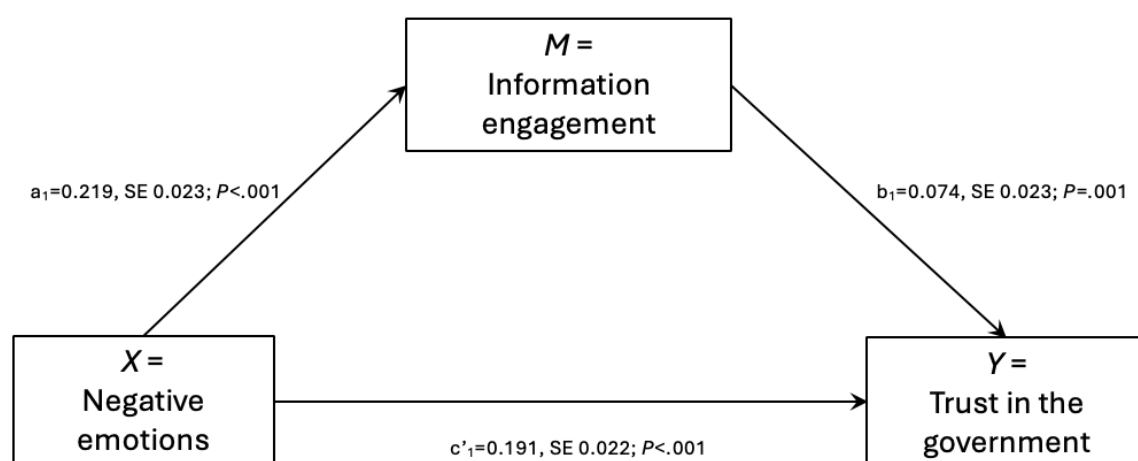 M =
Information
engagement
a₁=0.219, SE 0.023; P<.001
b₁=0.074, SE 0.023; P=.001
X =
Negative
emotions
Y =
Trust in the
government
c’₁=0.191, SE 0.022; P<.001